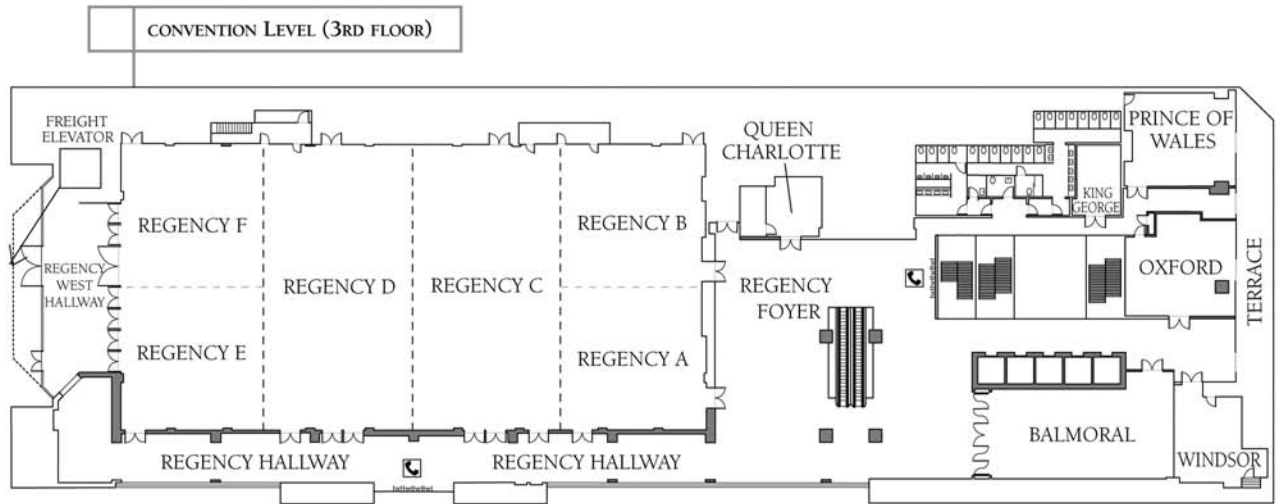 CONVENTION LEVEL (3RD FLOOR)
FREIGHT
ELEVATOR
QUEEN
CHARLOTTE
PRINCE OF
WALES
KING
GEORGE
REGENCY F
REGENCY B
REGENCY
WEST
HALLWAY
REGENCY D
REGENCY C
REGENCY
FOYER
OXFORD
TERRACE
REGENCY E
REGENCY A
BALMORAL
WINDSOR
REGENCY HALLWAY
REGENCY HALLWAY